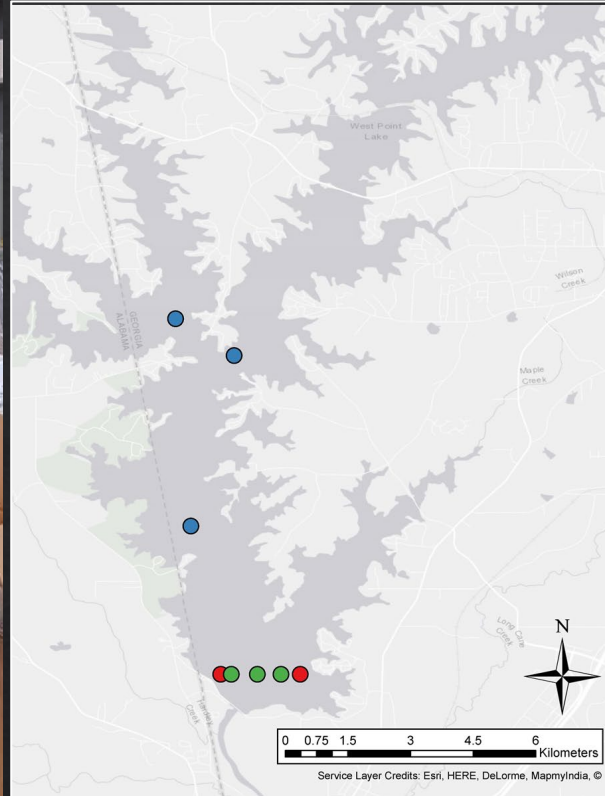 West Point
Lake
Wilson
Creek
GEORGIA
ALABAMA
Maple
Creek
Long Cane
Creek
N
Creek
0 0.75 1.5 3 4.5 6
Kilometers
Service Layer Credits: Esri, HERE, DeLorme, MapmyIndia, ©